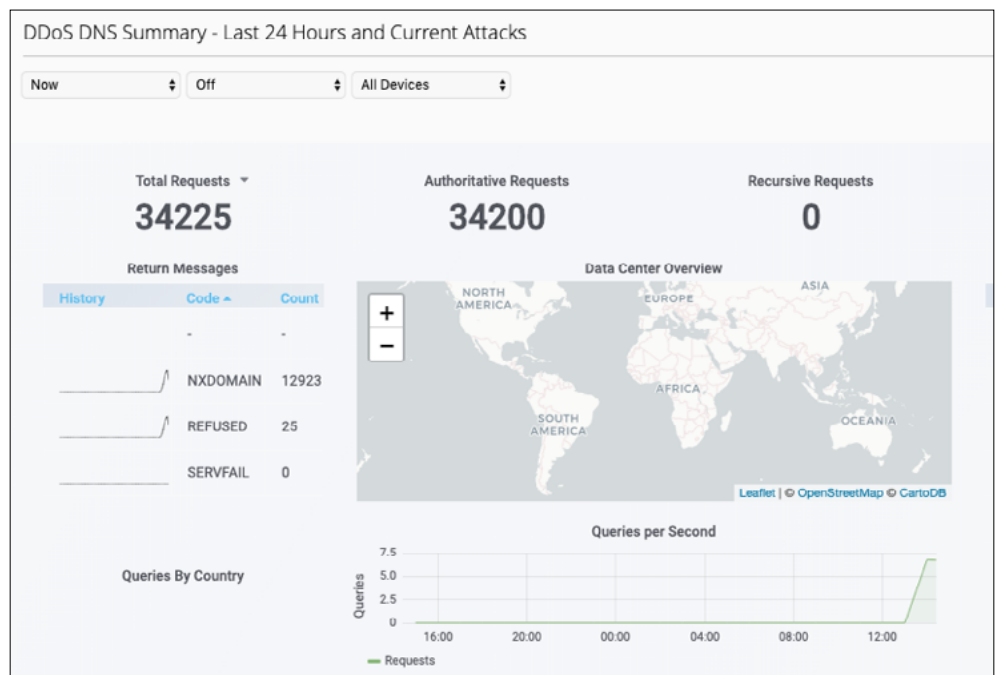 DDoS DNS Summary - Last 24 Hours and Current Attacks
Now Off All Devices
Total Requests Authoritative Requests Recursive Requests
34225 34200 0
Return Messages
History Code Count
- -
NXDOMAIN 12923
REFUSED 25
SERVFAIL 0
Data Center Overview
+
−
NORTH
AMERICA
EUROPE
ASIA
AFRICA
SOUTH
AMERICA
OCEANIA
Leaflet | © OpenStreetMap © CartoDB
Queries By Country
Queries per Second
Queries
7.5
5.0
2.5
0
16:00 20:00 00:00 04:00 08:00 12:00
Requests